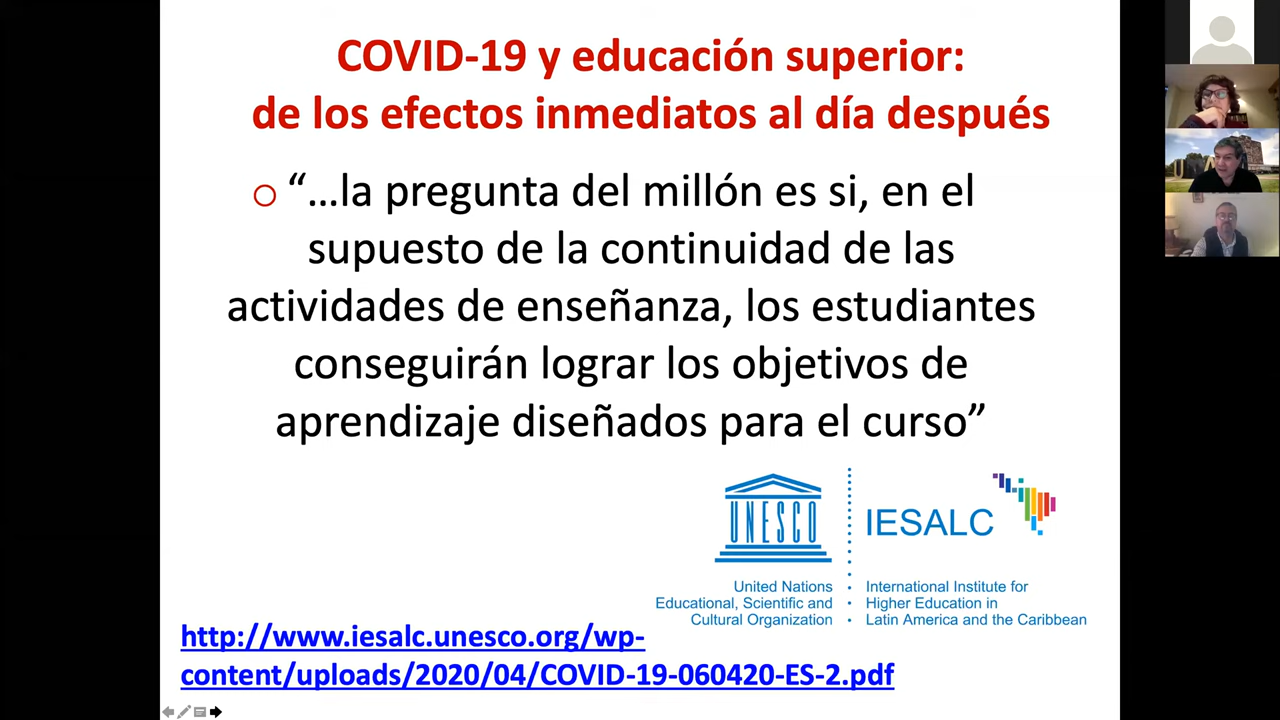 COVID-19 y educación superior:
de los efectos inmediatos al día después
“...la pregunta del millón es si, en el
supuesto de la continuidad de las
actividades de enseñanza, los estudiantes
conseguirán lograr los objetivos de
aprendizaje diseñados para el curso”
UNESCO
IESALC
United Nations
Educational, Scientific and
Cultural Organization
International Institute for
Higher Education in
Latin America and the Caribbean
http://www.iesalc.unesco.org/wp-
content/uploads/2020/04/COVID-19-060420-ES-2.pdf